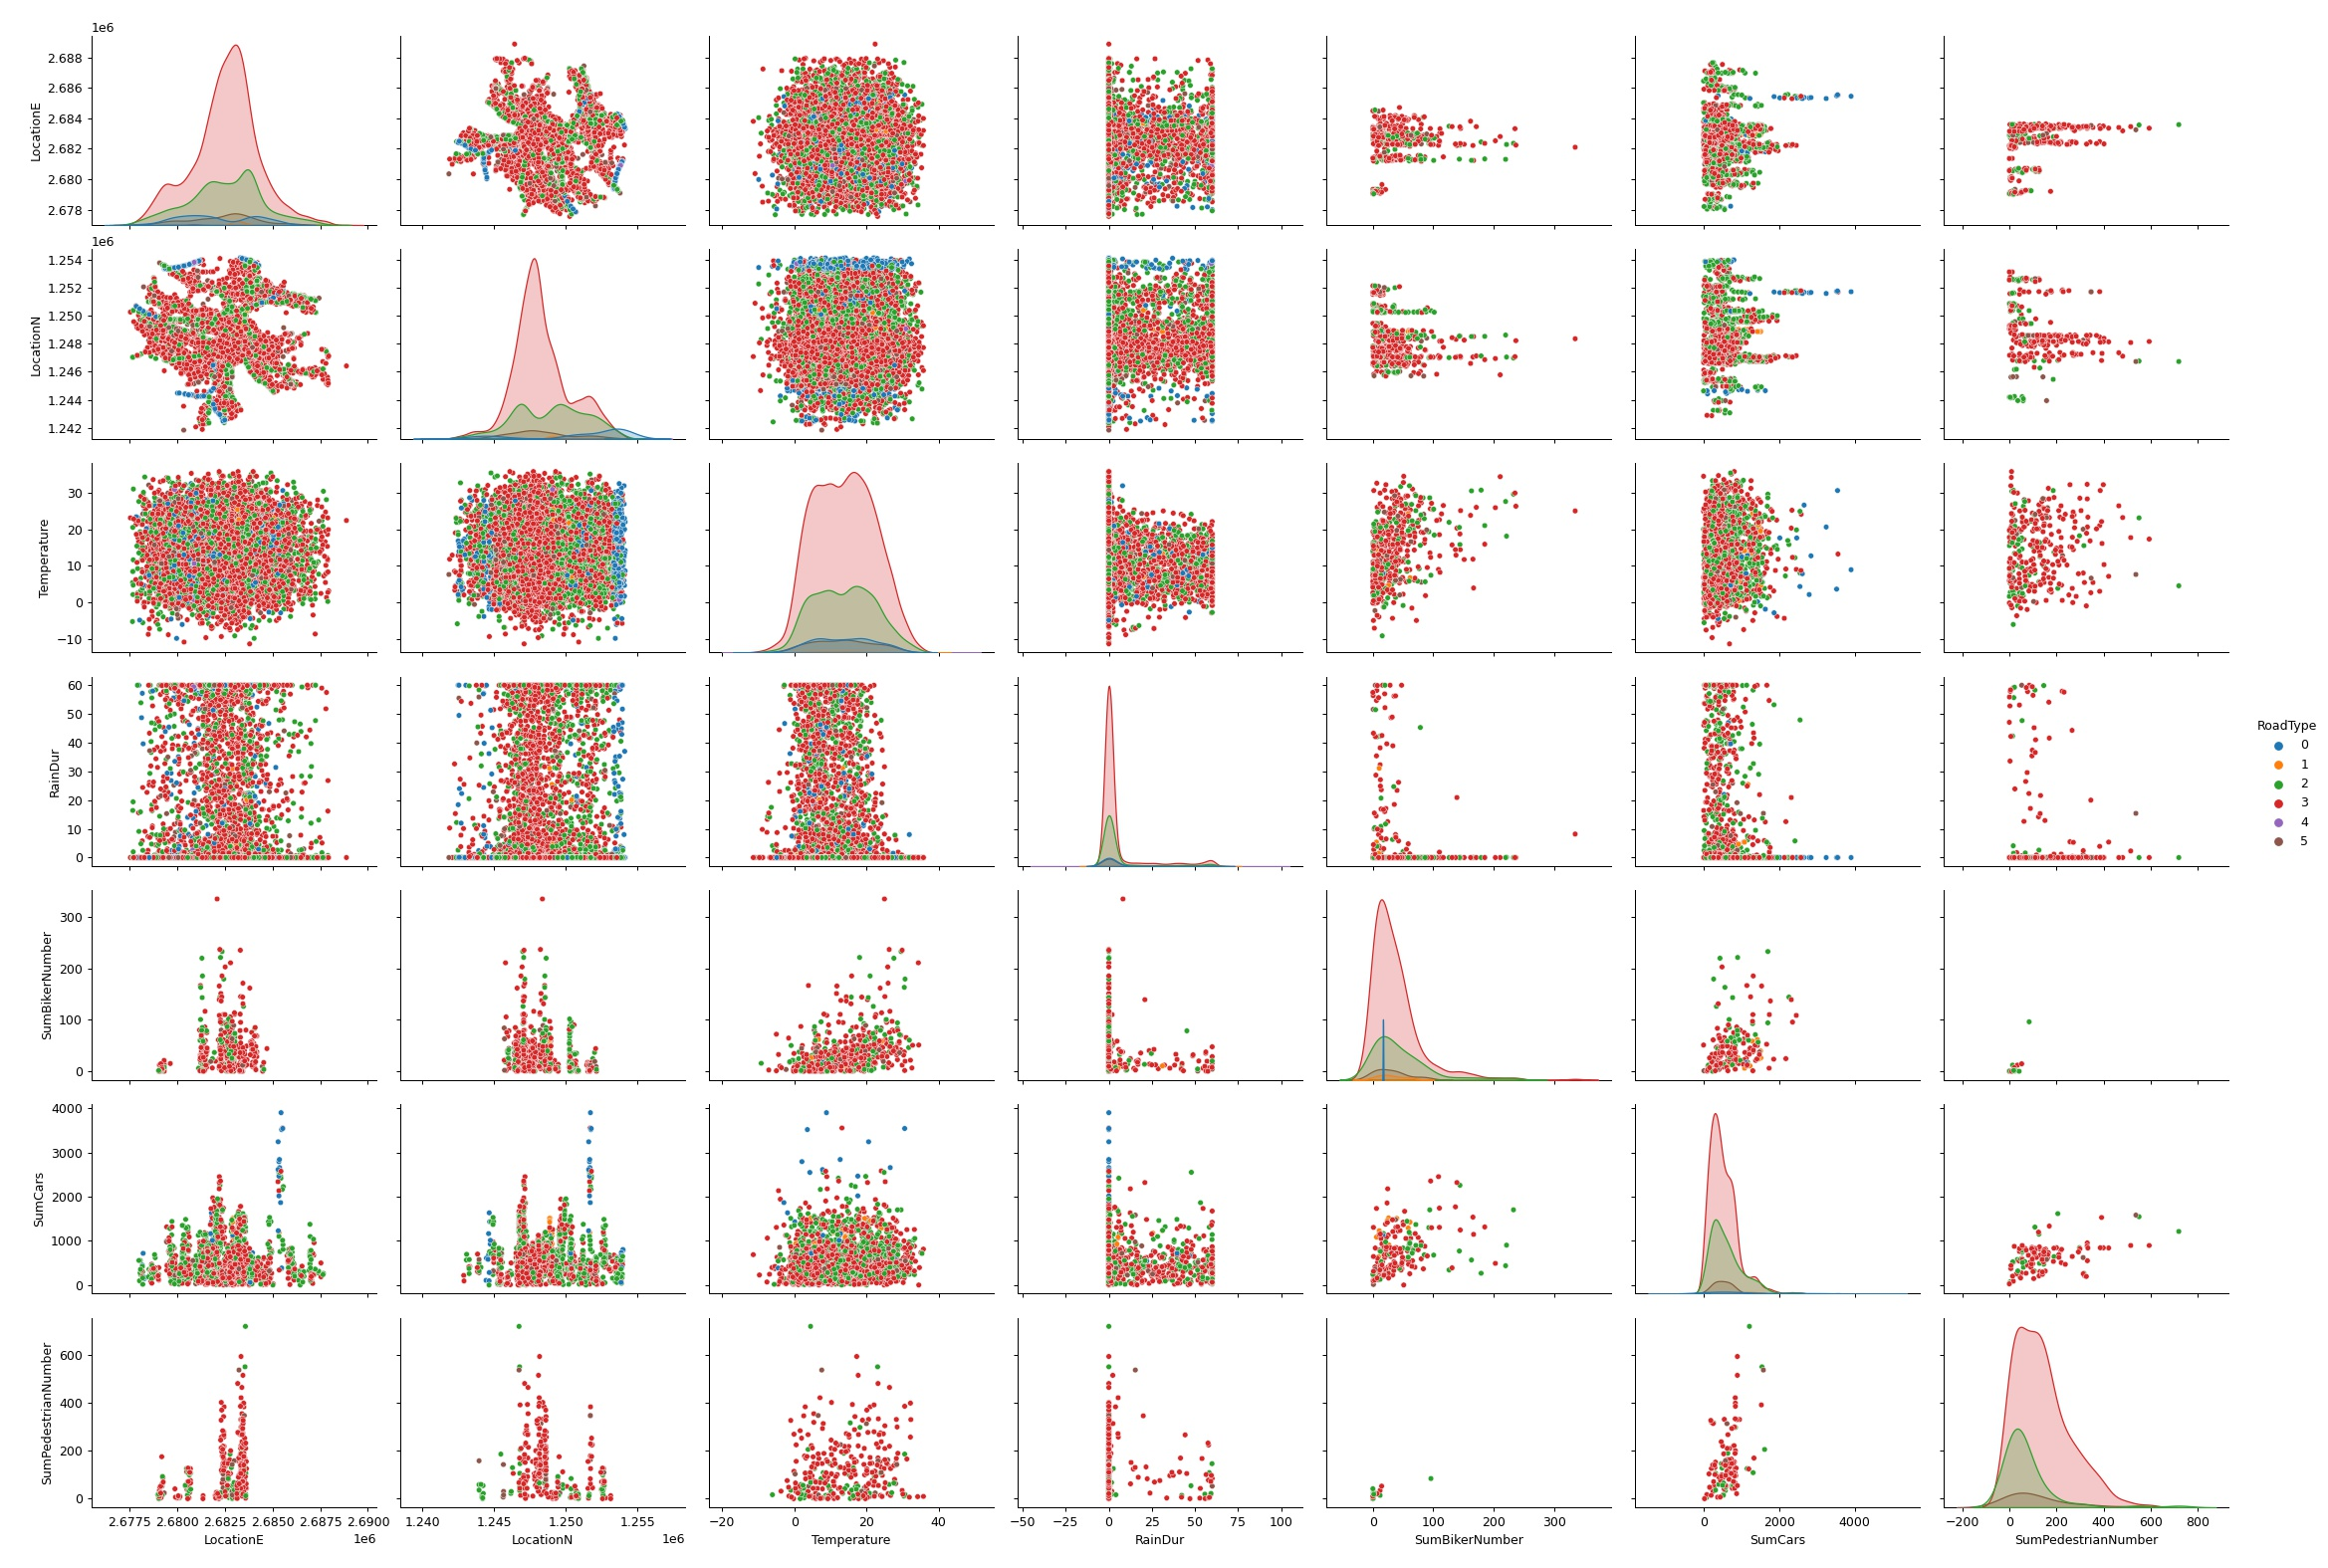 1e6
2.688
2.686
2.684
2.682
2.680
2.678
LocationE
1e6
1.254
1.252
1.250
1.248
1.246
1.244
1.242
LocationN
30
20
10
0
−10
Temperature
60
50
40
30
20
10
0
RainDur
RoadType
0
1
2
3
4
5
300
200
100
0
SumBikerNumber
4000
3000
2000
1000
0
SumCars
600
400
200
0
SumPedestrianNumber
2.6775 2.6800 2.6825 2.6850 2.6875 2.6900
LocationE 1e6
1.240 1.245 1.250 1.255
LocationN 1e6
−20 0 20 40
Temperature
−50 −25 0 25 50 75 100
RainDur
0 100 200 300
SumBikerNumber
0 2000 4000
SumCars
−200 0 200 400 600 800
SumPedestrianNumber